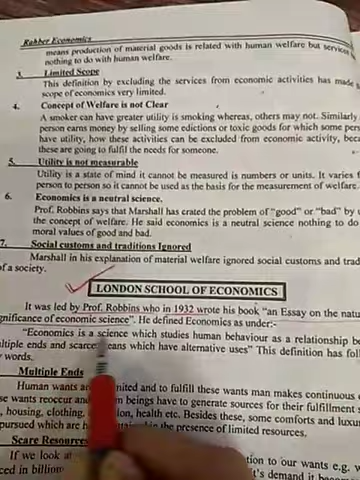 Rabber Economics
means production of material goods is related with human welfare but services
nothing to do with human welfare.
3. Limited Scope
This definition by excluding the services from economic activities has made
scope of economics very limited.
4. Concept of Welfare is not Clear
A smoker can have greater utility is smoking whereas, others may not. Similarly
person earns money by selling some edictions or toxic goods for which some pers
have utility, how these activities can be excluded from economic activity, beca
these are going to fulfil the needs for someone.
5. Utility is not measurable
Utility is a state of mind it cannot be measured is numbers or units. It varies f
person to person so it cannot be used as the basis for the measurement of welfare.
6. Economics is a neutral science.
Prof. Robbins says that Marshall has crated the problem of "good" or "bad" by u
the concept of welfare. He said economics is a neutral science nothing to do
moral values of good and bad.
7. Social customs and traditions Ignored
Marshall in his explanation of material welfare ignored social customs and trad
of a society.
LONDON SCHOOL OF ECONOMICS
It was led by Prof. Robbins who in 1932 wrote his book "an Essay on the natu
gnificance of economic science". He defined Economics as under:-
"Economics is a science which studies human behaviour as a relationship be
ltiple ends and scarce means which have alternative uses" This definition has foll
words.
Multiple Ends
Human wants are nited and to fulfill these wants man makes continuous e
se wants reoccur and beings have to generate sources for their fulfillment
, housing, clothing, health etc. Besides these, some comforts and luxur
pursued which are h in the presence of limited resources.
Scare Resources
If we look at tion to our wants e.g. w
ced in billion 's demand it